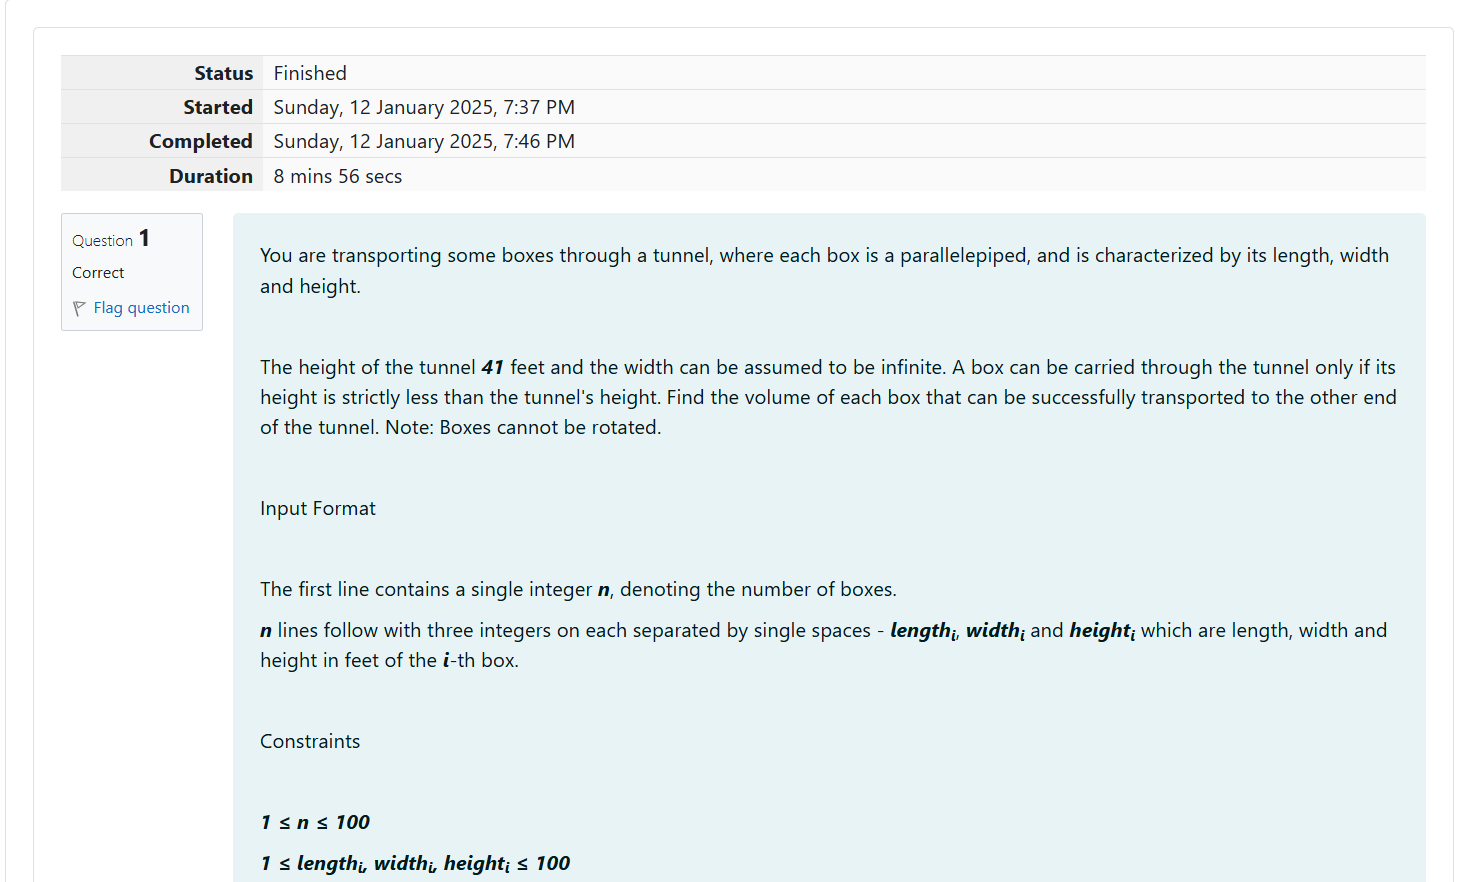 Status Finished
Started Sunday, 12 January 2025, 7:37 PM
Completed Sunday, 12 January 2025, 7:46 PM
Duration 8 mins 56 secs
Question 1
Correct
Flag question
You are transporting some boxes through a tunnel, where each box is a parallelepiped, and is characterized by its length, width
and height.
The height of the tunnel 41 feet and the width can be assumed to be infinite. A box can be carried through the tunnel only if its
height is strictly less than the tunnel's height. Find the volume of each box that can be successfully transported to the other end
of the tunnel. Note: Boxes cannot be rotated.
Input Format
The first line contains a single integer n, denoting the number of boxes.
n lines follow with three integers on each separated by single spaces - lengthᵢ, widthᵢ and heightᵢ which are length, width and
height in feet of the i-th box.
Constraints
1 ≤ n ≤ 100
1 ≤ lengthᵢ, widthᵢ, heightᵢ ≤ 100